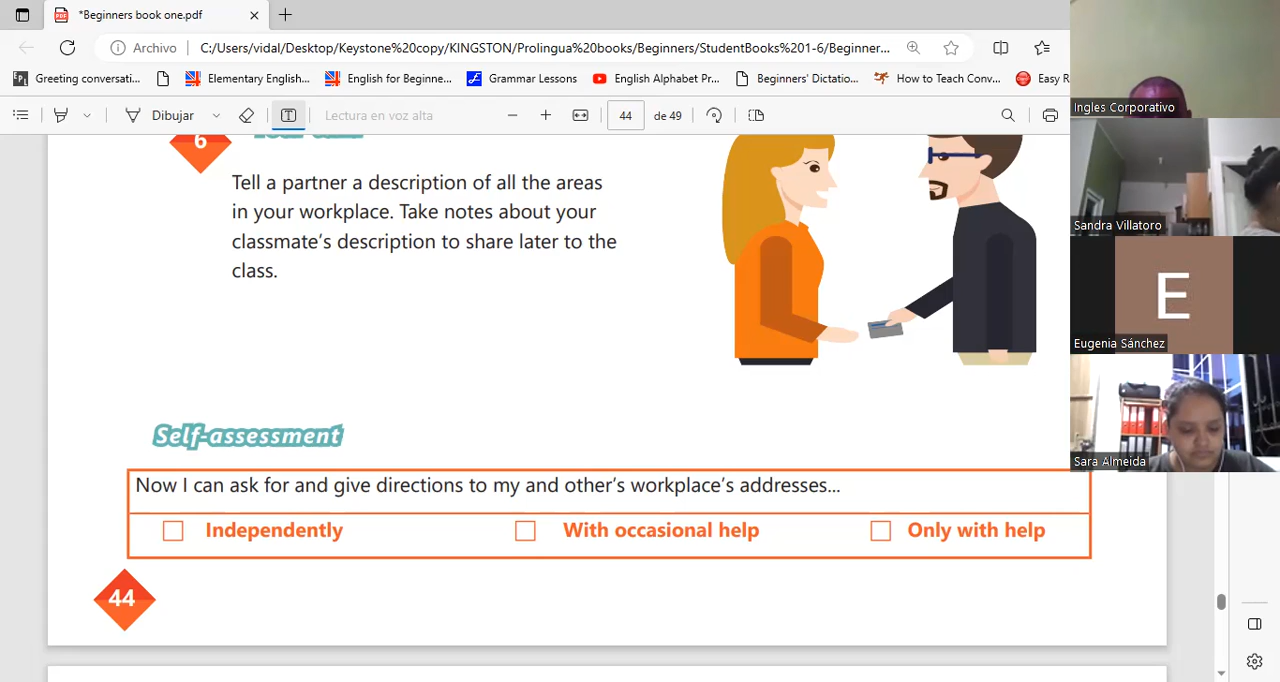 *Beginners book one.pdf
Archivo
C:/Users/vidal/Desktop/Keystone%20copy/KINGSTON/Prolingua%20books/Beginners/StudentBooks%201-6/Beginner...
Greeting conversati...
Elementary English...
English for Beginne...
Grammar Lessons
English Alphabet Pr...
Beginners' Dictatio...
How to Teach Conv...
Easy R
Dibujar
Lectura en voz alta
44
de 49
6
Tell a partner a description of all the areas
in your workplace. Take notes about your
classmate's description to share later to the
class.
Self-assessment
Now I can ask for and give directions to my and other's workplace's addresses...
Independently
With occasional help
Only with help
44
Ingles Corporativo
Sandra Villatoro
E
Eugenia Sánchez
Sara Almeida